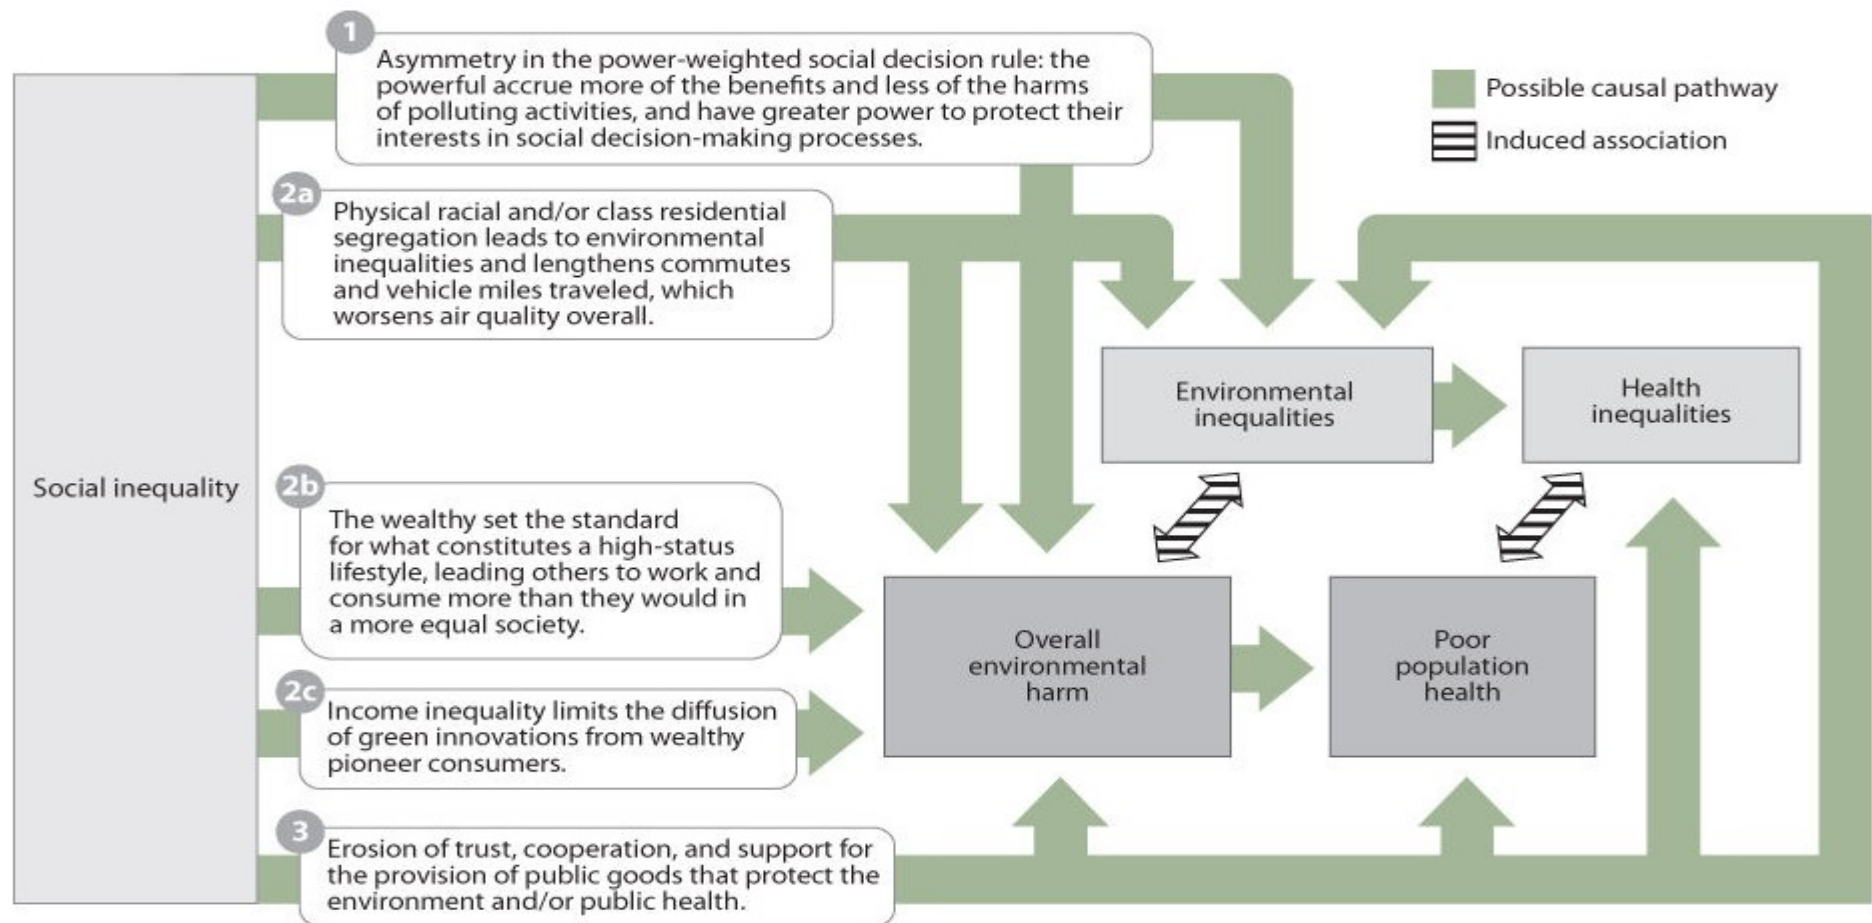 1
Asymmetry in the power-weighted social decision rule: the
powerful accrue more of the benefits and less of the harms
of polluting activities, and have greater power to protect their
interests in social decision-making processes.
Possible causal pathway
Induced association
2a
Physical racial and/or class residential
segregation leads to environmental
inequalities and lengthens commutes
and vehicle miles traveled, which
worsens air quality overall.
Environmental
inequalities
Health
inequalities
Social inequality
2b
The wealthy set the standard
for what constitutes a high-status
lifestyle, leading others to work and
consume more than they would in
a more equal society.
Overall
environmental
harm
Poor
population
health
2c
Income inequality limits the diffusion
of green innovations from wealthy
pioneer consumers.
3
Erosion of trust, cooperation, and support for
the provision of public goods that protect the
environment and/or public health.